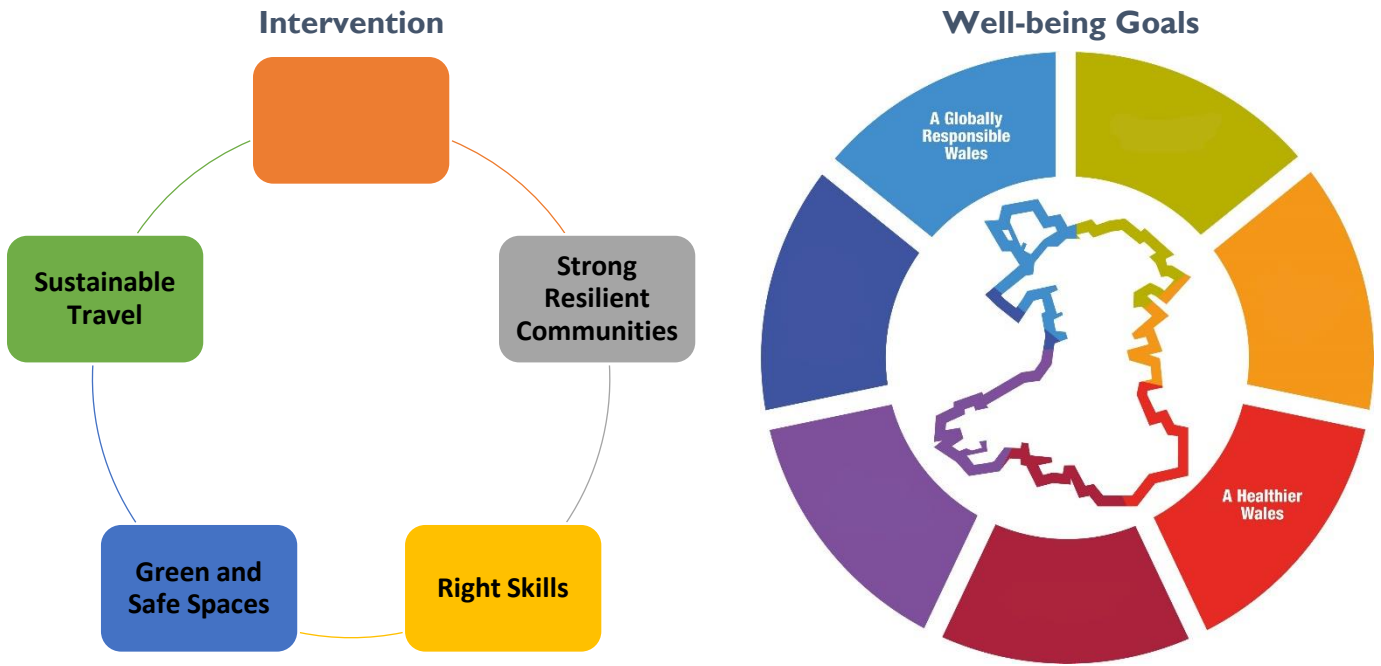 Intervention
Sustainable
Travel
Strong
Resilient
Communities
Green and
Safe Spaces
Right Skills
Well-being Goals
A Globally
Responsible
Wales
A Healthier
Wales